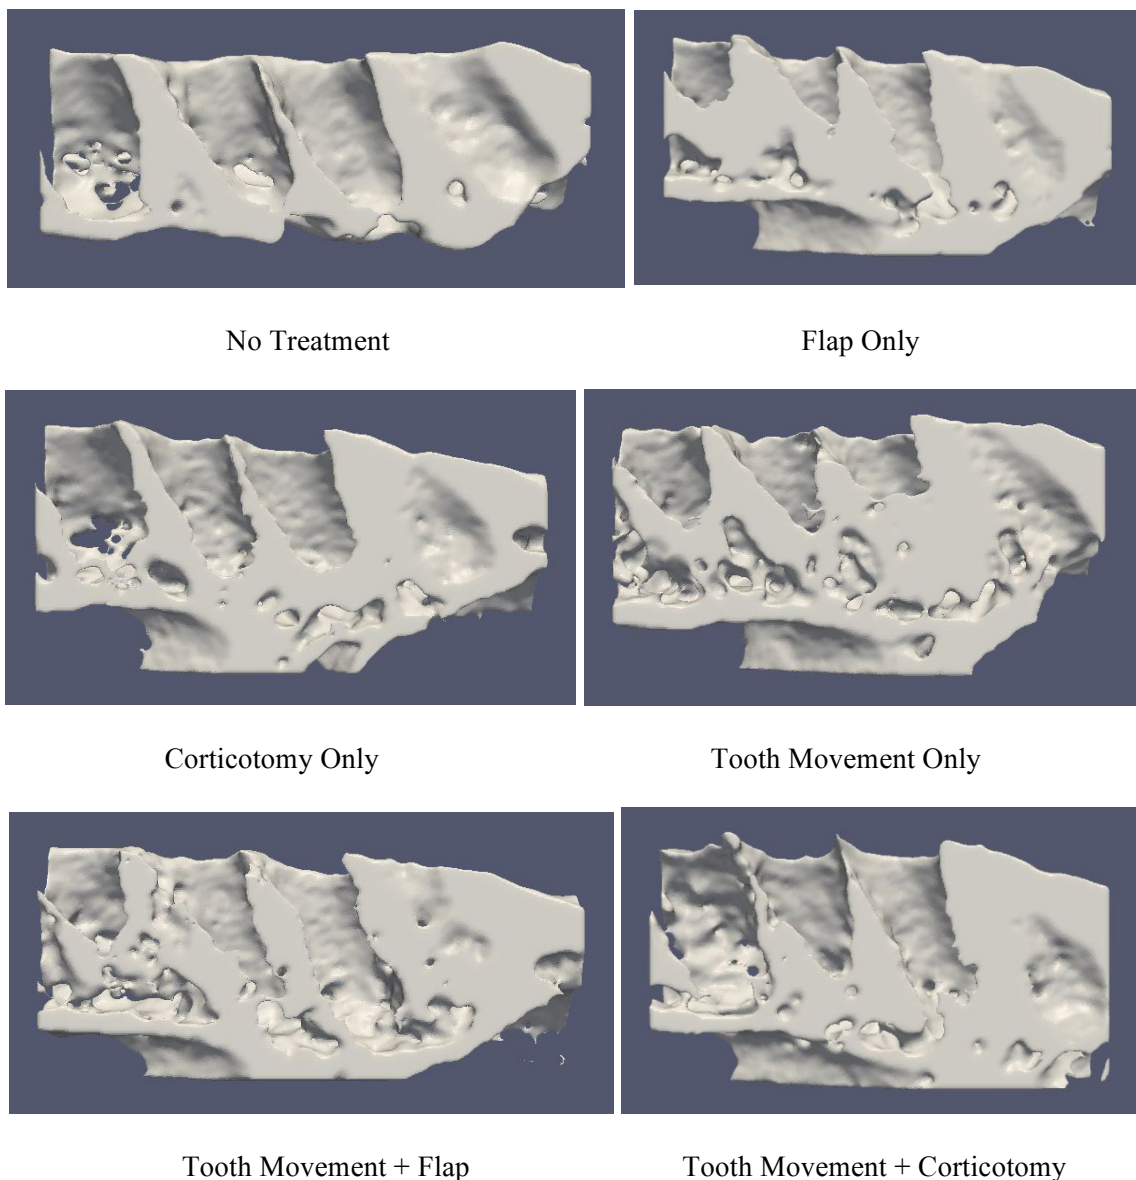 No Treatment
Flap Only
Corticotomy Only
Tooth Movement Only
Tooth Movement + Flap
Tooth Movement + Corticotomy